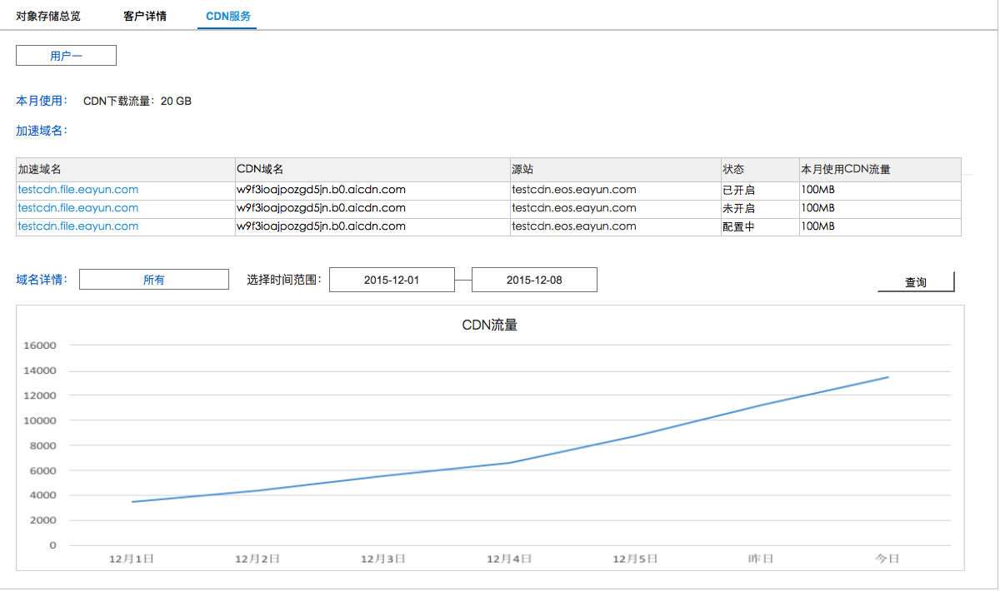 对象存储总览 客户详情 CDN服务
用户一
本月使用： CDN下载流量：20 GB
加速域名：
加速域名 CDN域名 源站 状态 本月使用CDN流量
testcdn.file.eayun.com w9f3ioajpozgd5jn.b0.aicdn.com testcdn.eos.eayun.com 已开启 100MB
testcdn.file.eayun.com w9f3ioajpozgd5jn.b0.aicdn.com testcdn.eos.eayun.com 未开启 100MB
testcdn.file.eayun.com w9f3ioajpozgd5jn.b0.aicdn.com testcdn.eos.eayun.com 配置中 100MB
域名详情： 所有 选择时间范围： 2015-12-01 2015-12-08 查询
CDN流量
16000
14000
12000
10000
8000
6000
4000
2000
0
12月1日 12月2日 12月3日 12月4日 12月5日 昨日 今日